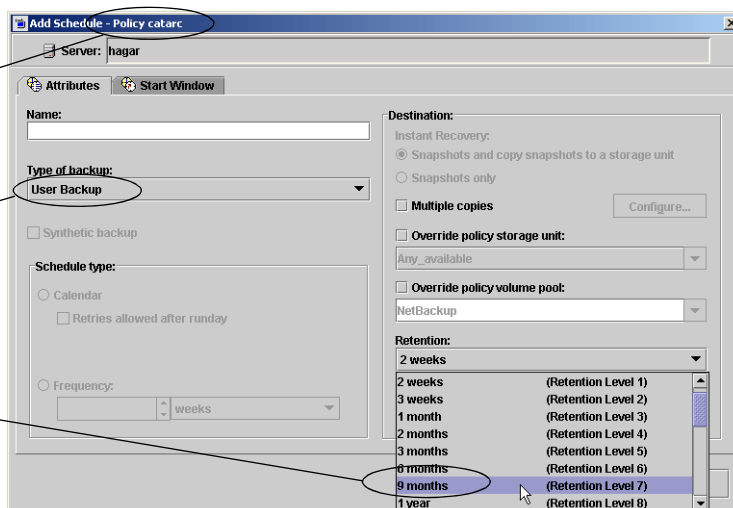 Add Schedule - Policy catarc
Server: hagar
Attributes
Start Window
Name:
Type of backup:
User Backup
Synthetic backup
Schedule type:
Calendar
Retries allowed after runday
Frequency:
weeks
Destination:
Instant Recovery:
Snapshots and copy snapshots to a storage unit
Snapshots only
Multiple copies
Configure...
Override policy storage unit:
Any_available
Override policy volume pool:
NetBackup
Retention:
2 weeks
2 weeks (Retention Level 1)
3 weeks (Retention Level 2)
1 month (Retention Level 3)
2 months (Retention Level 4)
3 months (Retention Level 5)
6 months (Retention Level 6)
9 months (Retention Level 7)
1 year (Retention Level 8)